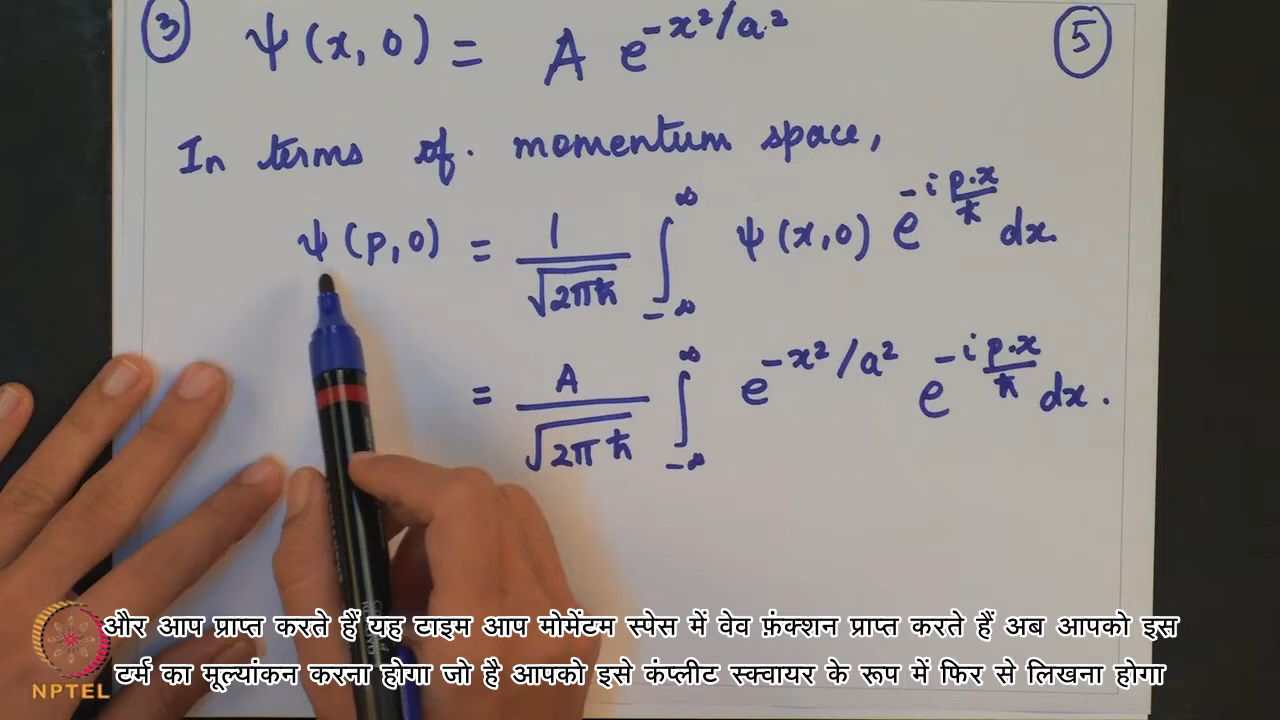 ③ ψ(x,0) = A e^{-x²/a²} ⑤
In terms of. momentum space,
ψ(p,0) = 1/√(2πħ) ∫_{-∞}^{∞} ψ(x,0) e^{-i p.x/ħ} dx
= A/√(2πħ) ∫_{-∞}^{∞} e^{-x²/a²} e^{-i p.x/ħ} dx.
और आप प्राप्त करते हैं यह टाइम आप मोमेंटम स्पेस में वेव फ़ंक्शन प्राप्त करते हैं अब आपको इस
टर्म का मूल्यांकन करना होगा जो है आपको इसे कंप्लीट स्क्वायर के रूप में फिर से लिखना होगा
NPTEL